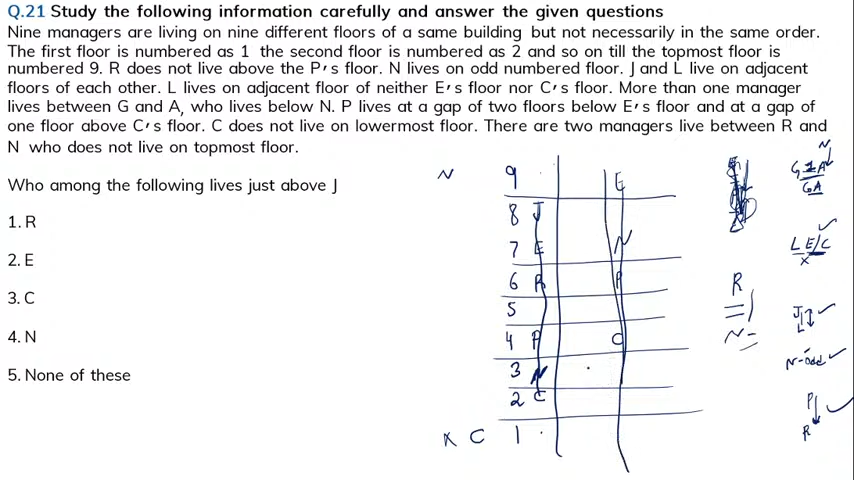 Q.21 Study the following information carefully and answer the given questions
Nine managers are living on nine different floors of a same building but not necessarily in the same order.
The first floor is numbered as 1 the second floor is numbered as 2 and so on till the topmost floor is
numbered 9. R does not live above the P's floor. N lives on odd numbered floor. J and L live on adjacent
floors of each other. L lives on adjacent floor of neither E's floor nor C's floor. More than one manager
lives between G and A, who lives below N. P lives at a gap of two floors below E's floor and at a gap of
one floor above C's floor. C does not live on lowermost floor. There are two managers live between R and
N who does not live on topmost floor.
Who among the following lives just above J
1. R
2. E
3. C
4. N
5. None of these
N 9 E
8 J
7 E N
6 R P
5
4 P C
3 N
2 C
X C 1
N
GA
L E/C
X
R
N
J
L
N-odd
P
R